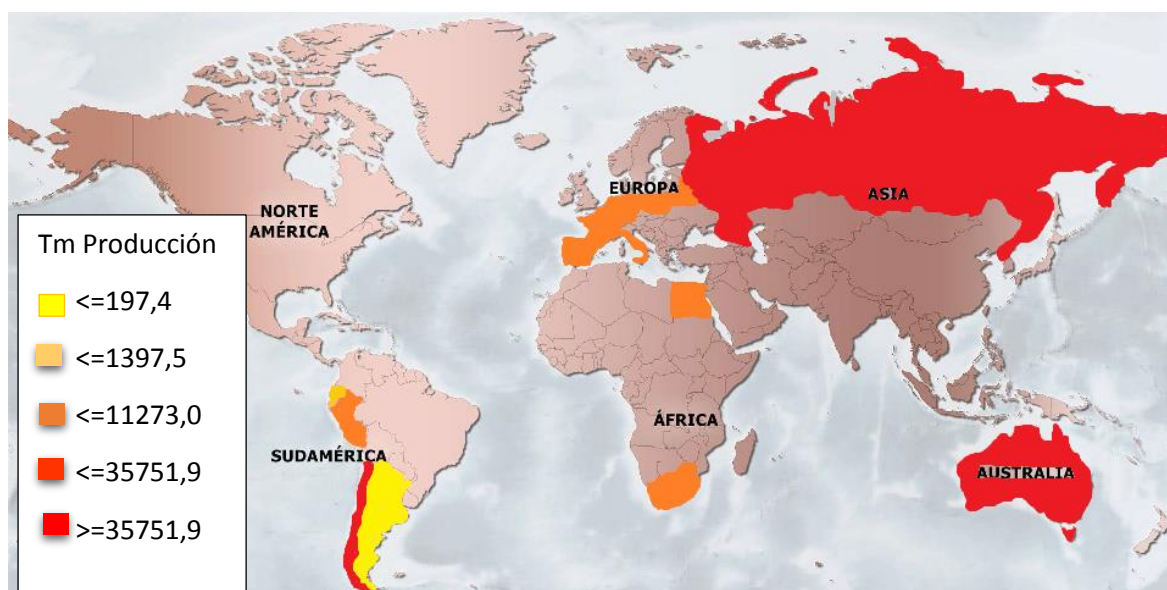 EUROPA
ASIA
NORTE
AMÉRICA
Tm Producción
<=197,4
<=1397,5
<=11273,0
<=35751,9
>=35751,9
ÁFRICA
SUDAMÉRICA
AUSTRALIA